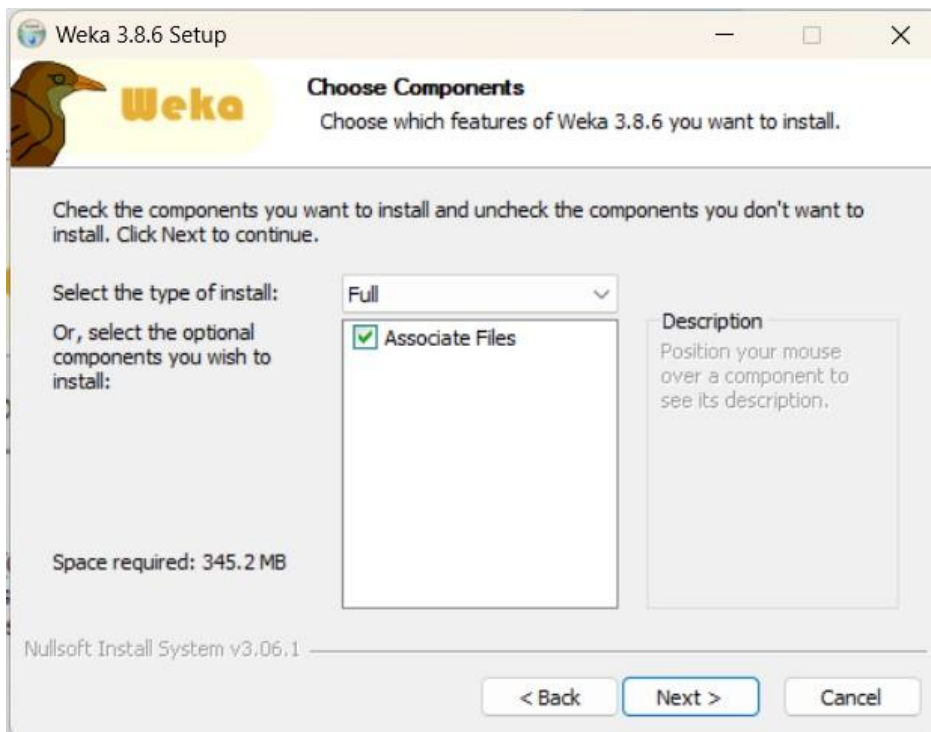 Weka 3.8.6 Setup
Weka
Choose Components
Choose which features of Weka 3.8.6 you want to install.
Check the components you want to install and uncheck the components you don't want to
install. Click Next to continue.
Select the type of install:
Full
Or, select the optional
components you wish to
install:
Associate Files
Description
Position your mouse
over a component to
see its description.
Space required: 345.2 MB
Nullsoft Install System v3.06.1
< Back
Next >
Cancel